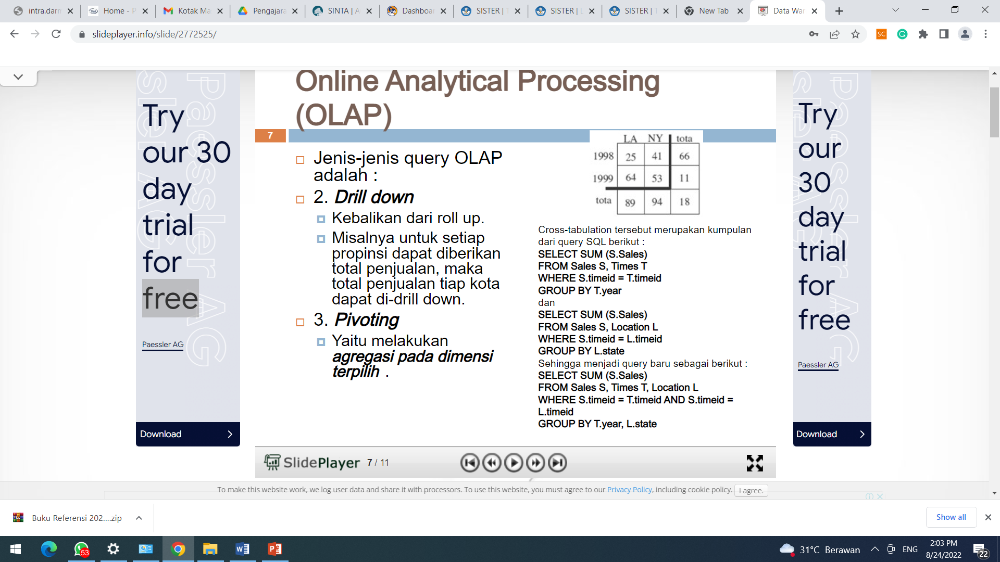 intra.darm
Home - P
Kotak Ma
Pengajara
SINTA | A
Dashboar
SISTER | T
SISTER | L
SISTER | T
New Tab
Data War
slideplayer.info/slide/2772525/
SC
Try
our 30
day
trial
for
free
Paessler AG
Download
Paessler AG
Online Analytical Processing
(OLAP)
7
Jenis-jenis query OLAP
adalah :
2. Drill down
Kebalikan dari roll up.
Misalnya untuk setiap
propinsi dapat diberikan
total penjualan, maka
total penjualan tiap kota
dapat di-drill down.
3. Pivoting
Yaitu melakukan
agregasi pada dimensi
terpilih .
LA NY tota
1998 25 41 66
1999 64 53 11
tota 89 94 18
Cross-tabulation tersebut merupakan kumpulan
dari query SQL berikut :
SELECT SUM (S.Sales)
FROM Sales S, Times T
WHERE S.timeid = T.timeid
GROUP BY T.year
dan
SELECT SUM (S.Sales)
FROM Sales S, Location L
WHERE S.timeid = L.timeid
GROUP BY L.state
Sehingga menjadi query baru sebagai berikut :
SELECT SUM (S.Sales)
FROM Sales S, Times T, Location L
WHERE S.timeid = T.timeid AND S.timeid =
L.timeid
GROUP BY T.year, L.state
Try
our
30
day
trial
for
free
Paessler AG
Download
Paessler AG
SlidePlayer 7 / 11
To make this website work, we log user data and share it with processors. To use this website, you must agree to our Privacy Policy, including cookie policy. I agree.
Buku Referensi 202....zip
Show all
53
31°C Berawan
ENG
2:03 PM
8/24/2022
22